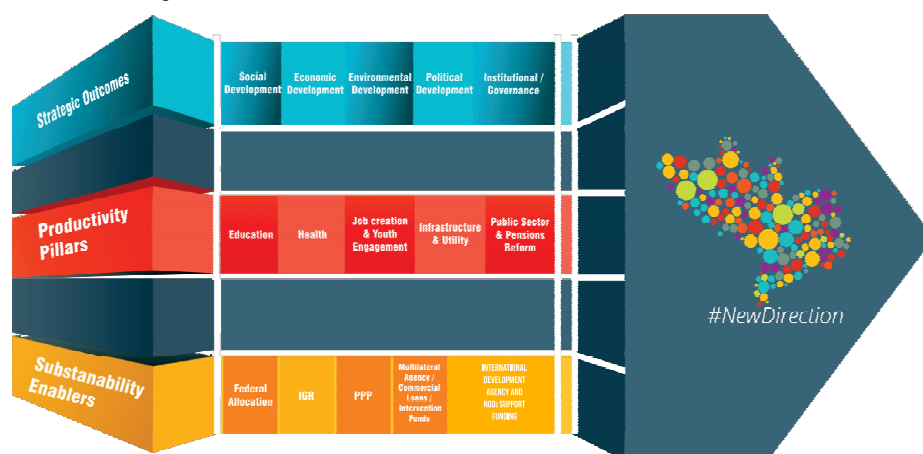 Strategic Outcomes
Social
Development
Economic
Development
Environmental
Development
Political
Development
Institutional /
Governance
Productivity
Pillars
Education
Health
Job creation
& Youth
Engagement
Infrastructure
& Utility
Public Sector
& Pensions
Reform
#NewDirection
Substanability
Enablers
Federal
Allocation
IGR
PPP
Multilateral
Agency /
Commercial
Loans /
Intervention
Funds
INTERNATIONAL
DEVELOPMENT
AGENCY AND
NGOs SUPPORT
FUNDING